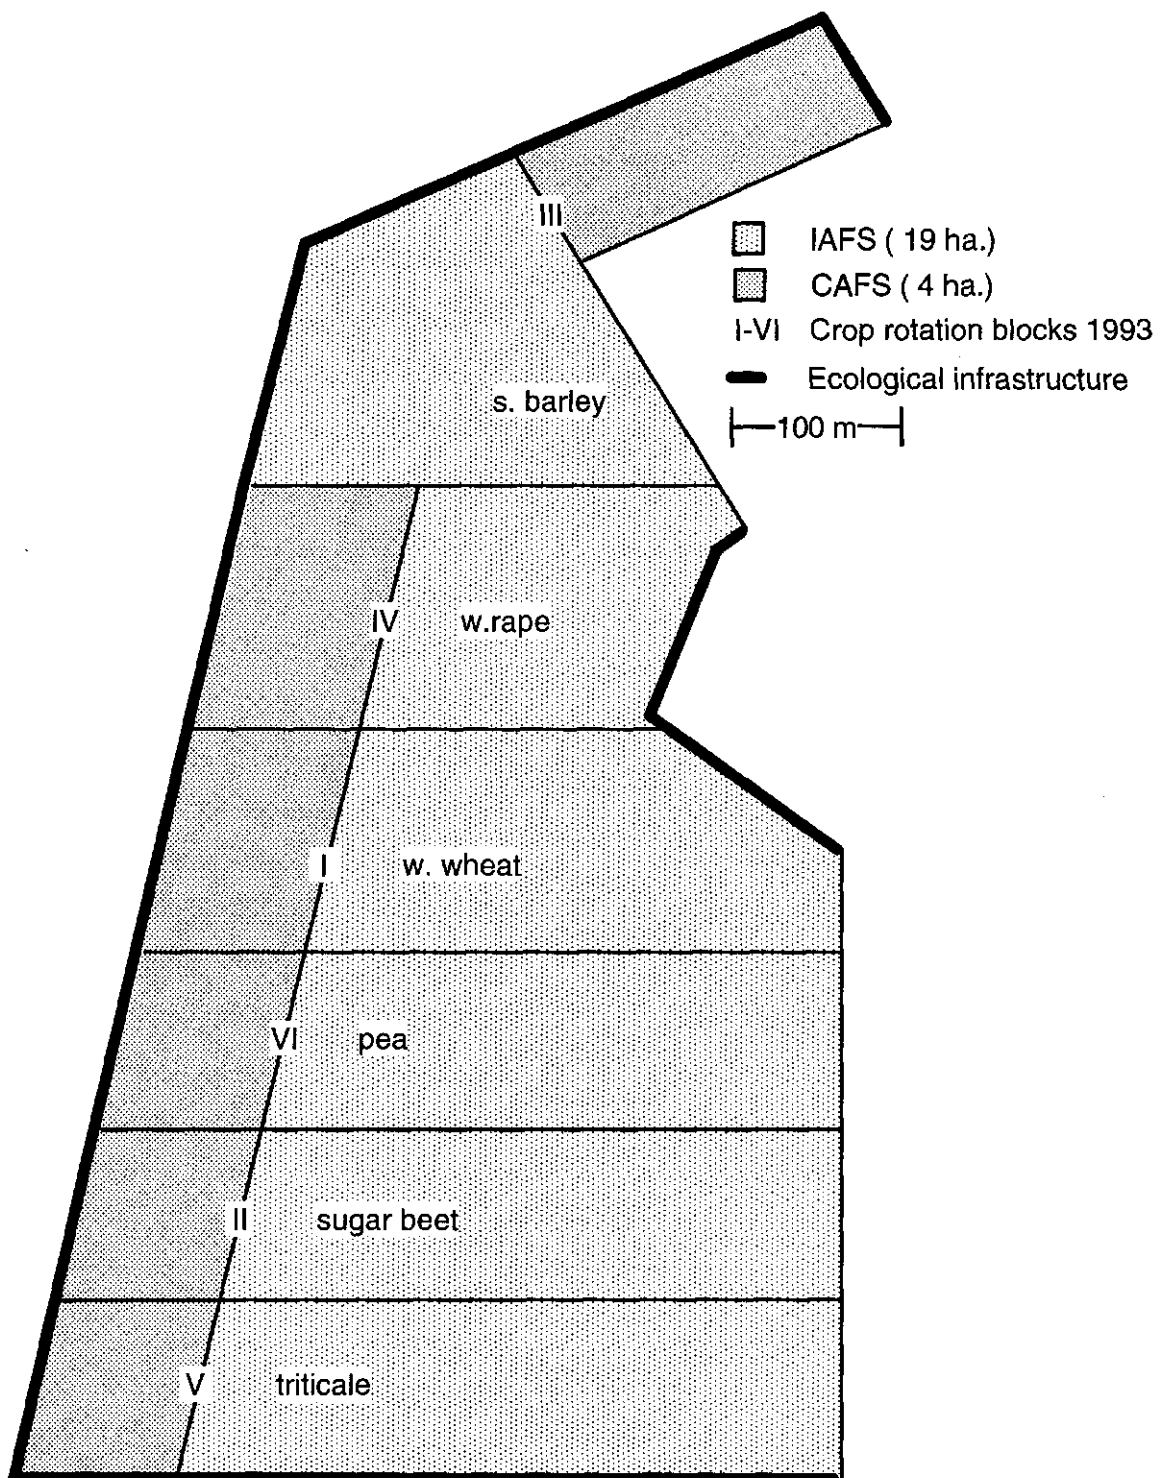 III
IAFS ( 19 ha.)
CAFS ( 4 ha.)
I-VI Crop rotation blocks 1993
Ecological infrastructure
100 m
s. barley
IV w.rape
I w. wheat
VI pea
II sugar beet
V triticale